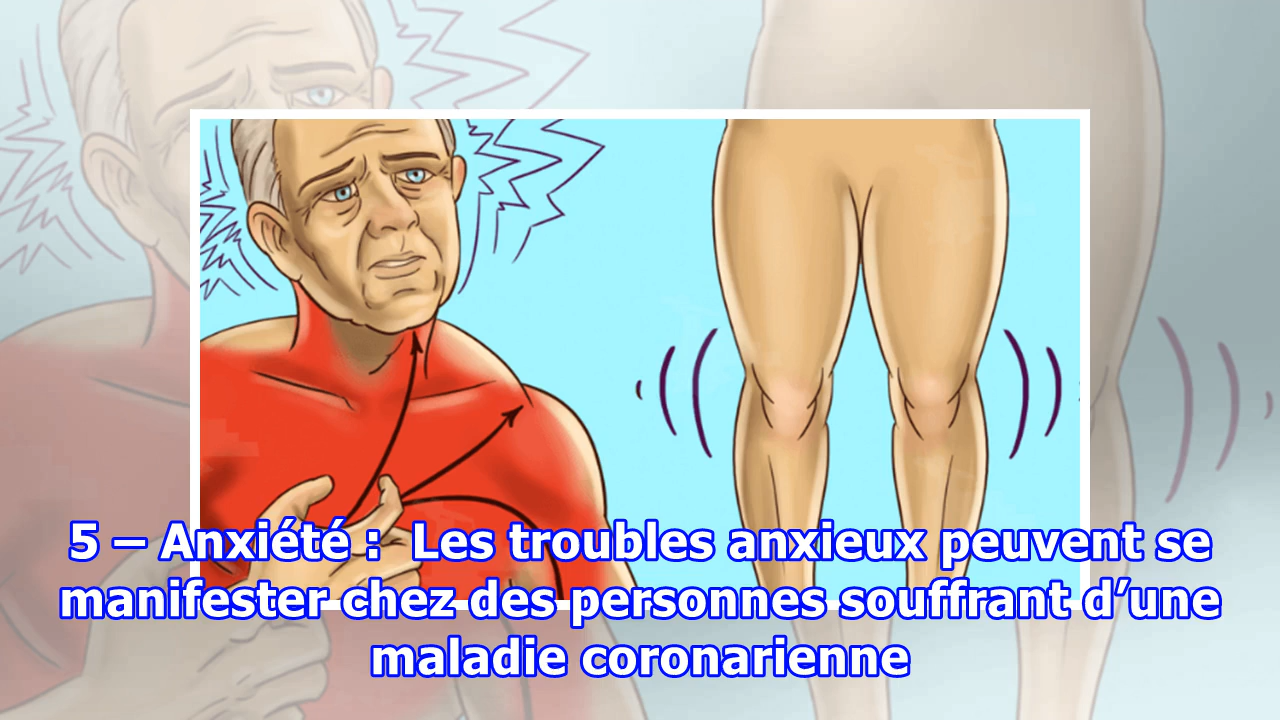 5 – Anxiété :  Les troubles anxieux peuvent se
manifester chez des personnes souffrant d’une
maladie coronarienne